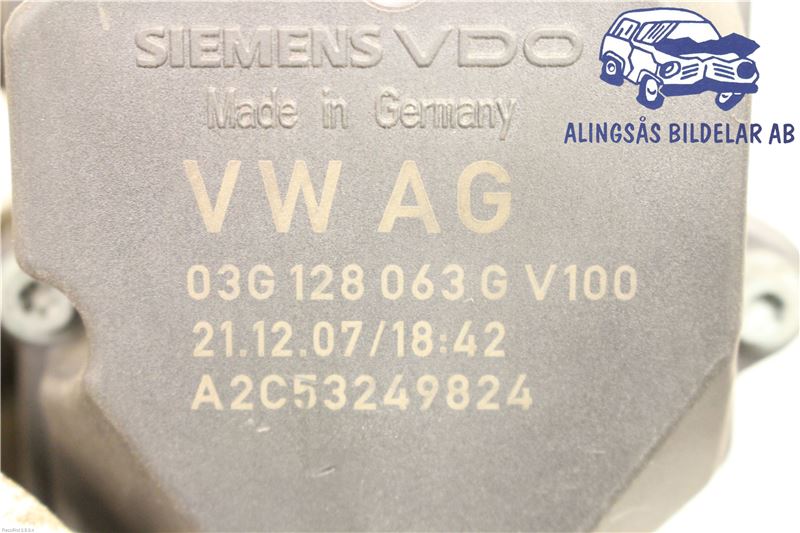 SIEMENS VDO
Made in Germany
ALINGSÅS BILDELAR AB
VW AG
03G 128 063 G V100
21.12.07/18:42
A2C53249824